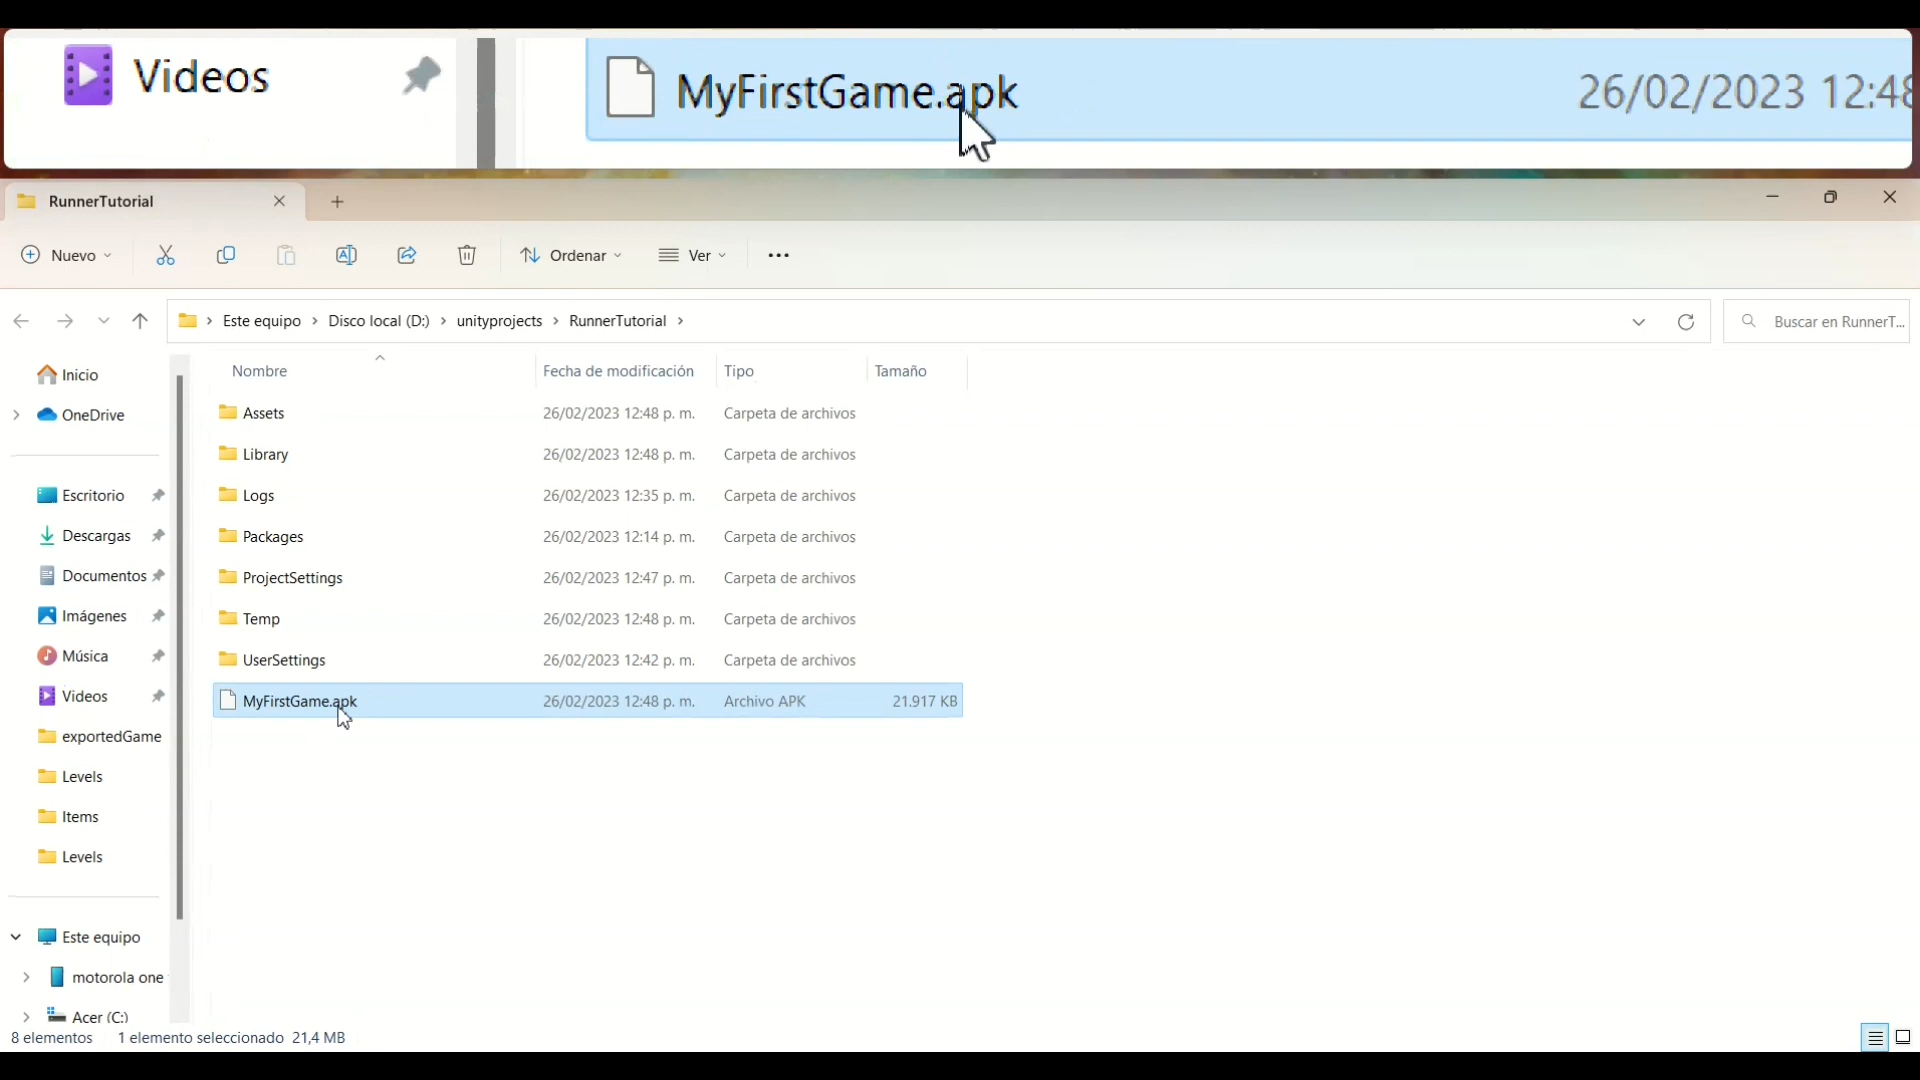 Videos MyFirstGame.apk 26/02/2023 12:48
RunnerTutorial
Nuevo Ordenar Ver
Este equipo Disco local (D:) unityprojects RunnerTutorial Buscar en RunnerT...
Inicio
OneDrive
Escritorio
Descargas
Documentos
Imágenes
Música
Videos
exportedGame
Levels
Items
Levels
Este equipo
motorola one
Acer (C:)
Nombre Fecha de modificación Tipo Tamaño
Assets 26/02/2023 12:48 p. m. Carpeta de archivos
Library 26/02/2023 12:48 p. m. Carpeta de archivos
Logs 26/02/2023 12:35 p. m. Carpeta de archivos
Packages 26/02/2023 12:14 p. m. Carpeta de archivos
ProjectSettings 26/02/2023 12:47 p. m. Carpeta de archivos
Temp 26/02/2023 12:48 p. m. Carpeta de archivos
UserSettings 26/02/2023 12:42 p. m. Carpeta de archivos
MyFirstGame.apk 26/02/2023 12:48 p. m. Archivo APK 21.917 KB
8 elementos 1 elemento seleccionado 21,4 MB